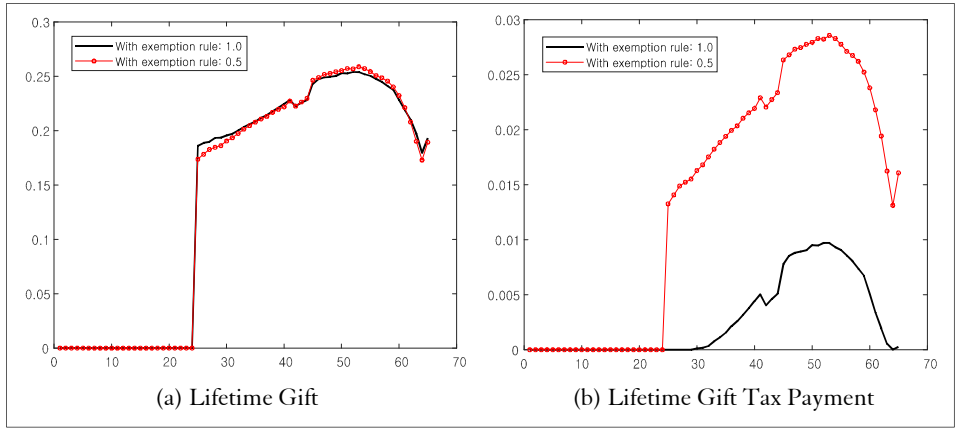 0.3
0.25
0.2
0.15
0.1
0.05
0
0 10 20 30 40 50 60 70
With exemption rule: 1.0
With exemption rule: 0.5
(a) Lifetime Gift
0.03
0.025
0.02
0.015
0.01
0.005
0
0 10 20 30 40 50 60 70
With exemption rule: 1.0
With exemption rule: 0.5
(b) Lifetime Gift Tax Payment